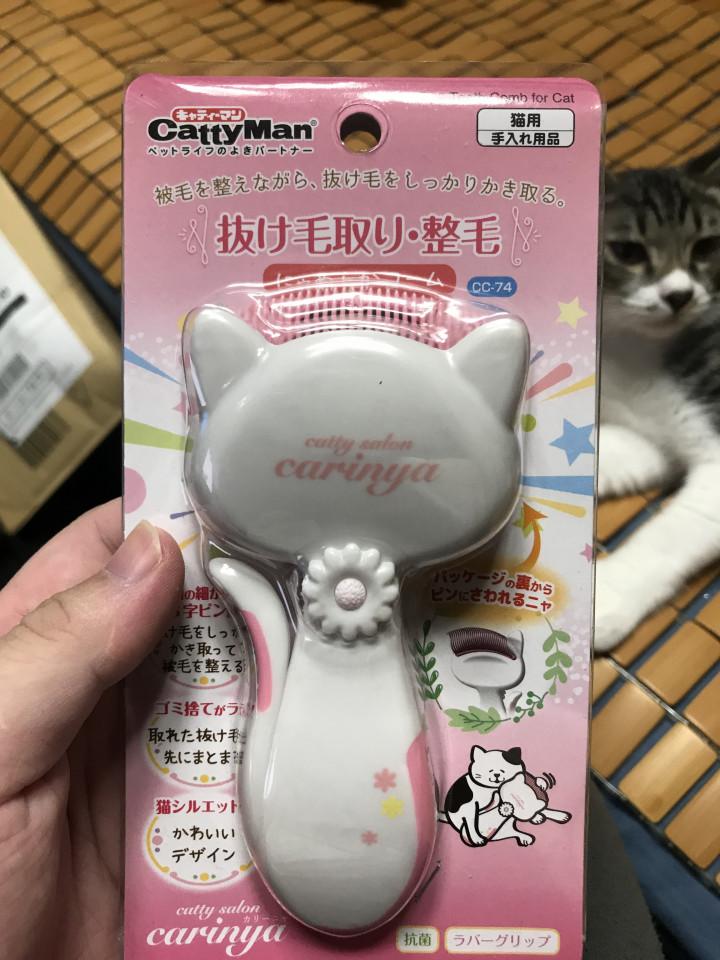 Comb for Cat
キャティーマン
CattyMan®
ペットライフのよきパートナー
猫用
手入れ用品
被毛を整えながら、抜け毛をしっかりかき取る。
抜け毛取り・整毛
CC-74
catty salon
carinya
パッケージの裏から
ピンにさわれるニャ
の細か
字ピン
け毛をしっか
かき取って
被毛を整える
ゴミ捨てがラ
取れた抜け毛
先にまとま
猫シルエット
かわいい
デザイン
catty salon
カリーニャ
carinya
抗菌
ラバーグリップ